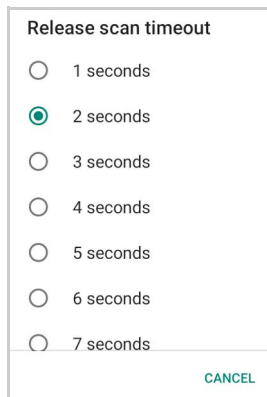 Release scan timeout
1 seconds
2 seconds
3 seconds
4 seconds
5 seconds
6 seconds
7 seconds
CANCEL